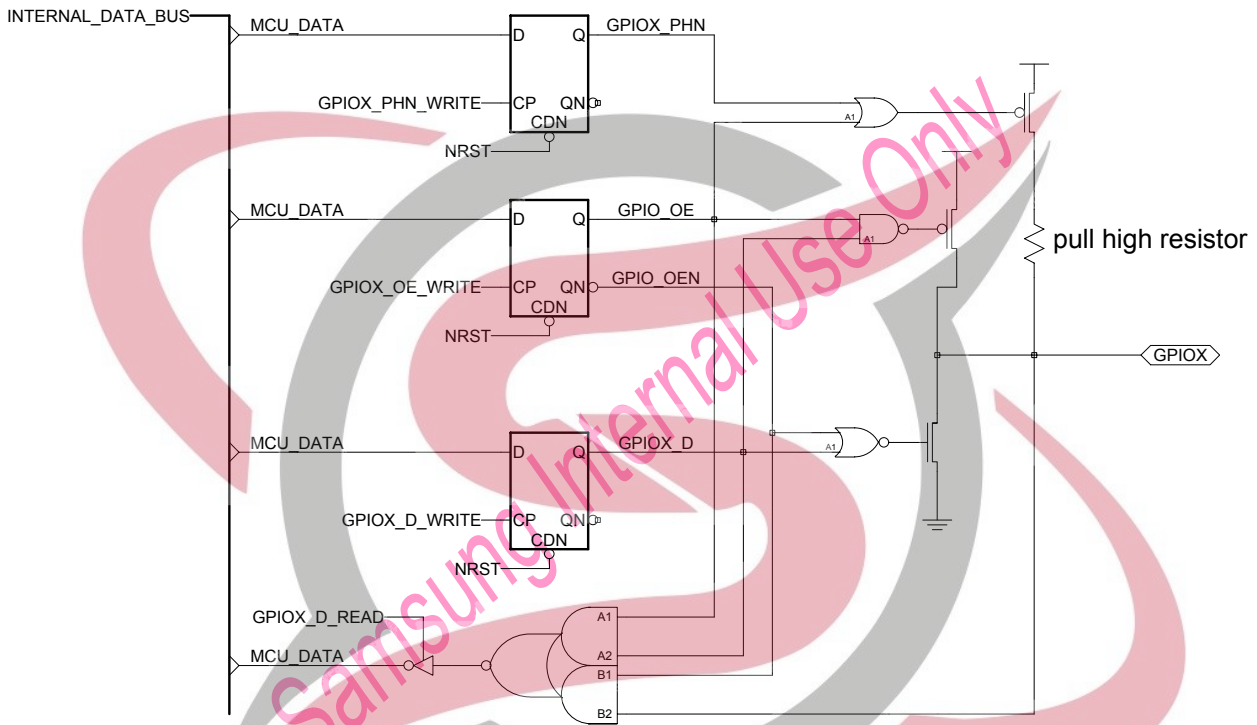 INTERNAL_DATA_BUS
MCU_DATA
D
Q
GPIOX_PHN
GPIOX_PHN_WRITE
CP
QN
CDN
NRST
A1
MCU_DATA
D
Q
GPIO_OE
A1
pull high resistor
GPIOX_OE_WRITE
CP
QN
GPIO_OEN
CDN
NRST
GPIOX
MCU_DATA
D
Q
GPIOX_D
A1
GPIOX_D_WRITE
CP
QN
CDN
NRST
GPIOX_D_READ
MCU_DATA
A1
A2
B1
B2
Samsung Internal Use Only